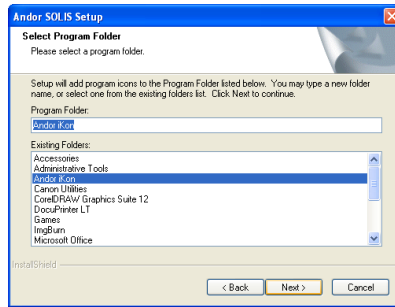 Andor SOLIS Setup
Select Program Folder
Please select a program folder.
Setup will add program icons to the Program Folder listed below. You may type a new folder
name, or select one from the existing folders list. Click Next to continue.
Program Folder:
Andor iKon
Existing Folders:
Accessories
Administrative Tools
Andor iKon
Canon Utilities
CorelDRAW Graphics Suite 12
DocuPrinter LT
Games
ImgBurn
Microsoft Office
InstallShield
< Back Next > Cancel